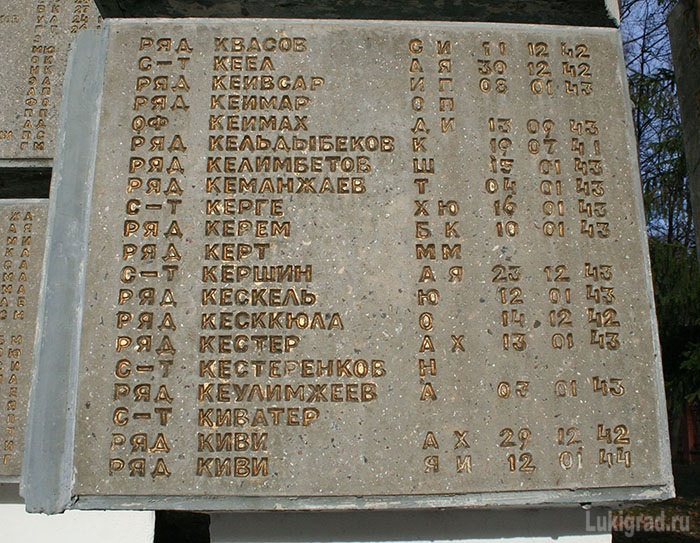 РЯД КВАСОВ С И 11 12 42
С-Т КЕЕЛ А Я 30 12 42
РЯД КЕИВСАР И П 08 01 43
РЯД КЕИМАР О П
ОФ КЕИМАХ А И 13 09 43
РЯД КЕЛЬДЫБЕКОВ К 19 07 41
РЯД КЕЛИМБЕТОВ Ш 15 01 43
РЯД КЕМАНЖАЕВ Т 04 01 43
С-Т КЕРГЕ Х Ю 16 01 43
РЯД КЕРЕМ Б К 10 01 43
РЯД КЕРТ М М
С-Т КЕРШИН А Я 23 12 43
РЯД КЕСКЕЛЬ Ю 12 01 43
РЯД КЕСККЮЛА О 14 12 42
РЯД КЕСТЕР А Х 13 01 43
С-Т КЕСТЕРЕНКОВ Н
РЯД КЕУЛИМЖЕЕВ А 03 01 43
С-Т КИВАТЕР
РЯД КИВИ А Х 29 12 42
РЯД КИВИ Я И 12 01 44
Lukigrad.ru